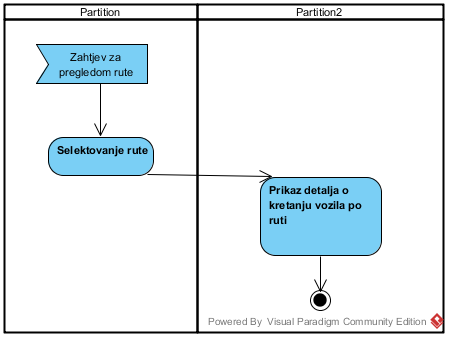 Partition
Partition2
Zahtjev za
pregledom rute
Selektovanje rute
Prikaz detalja o
kretanju vozila po
ruti
Powered By Visual Paradigm Community Edition